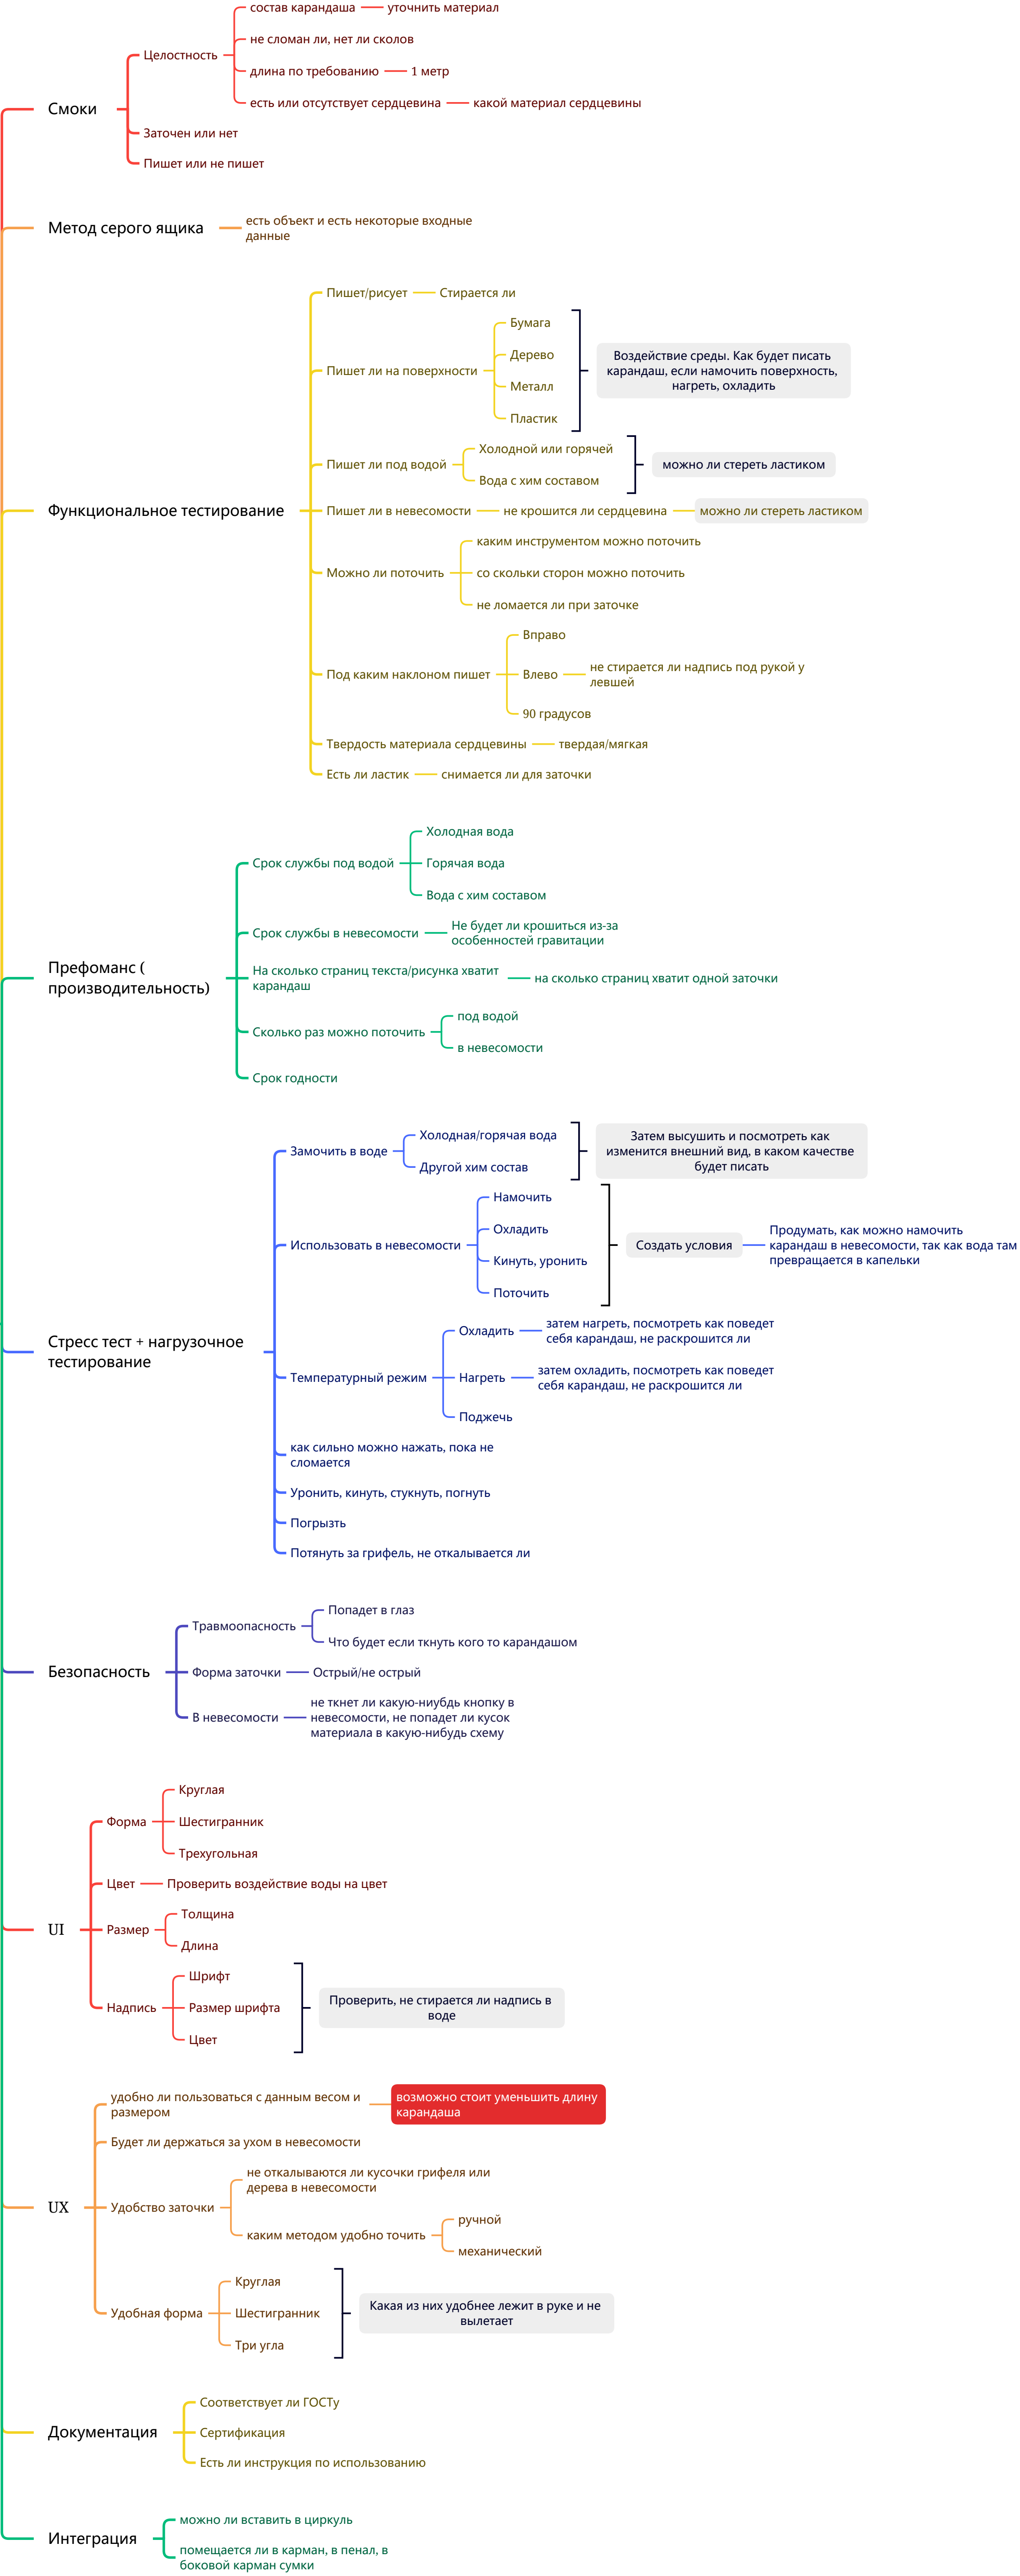 Смоки
Целостность
состав карандаша
уточнить материал
не сломан ли, нет ли сколов
длина по требованию
1 метр
есть или отсутствует сердцевина
какой материал сердцевины
Заточен или нет
Пишет или не пишет
Метод серого ящика
есть объект и есть некоторые входные
данные
Функциональное тестирование
Пишет/рисует
Стирается ли
Пишет ли на поверхности
Бумага
Дерево
Металл
Пластик
Воздействие среды. Как будет писать
карандаш, если намочить поверхность,
нагреть, охладить
Пишет ли под водой
Холодной или горячей
Вода с хим составом
можно ли стереть ластиком
Пишет ли в невесомости
не крошится ли сердцевина
можно ли стереть ластиком
Можно ли поточить
каким инструментом можно поточить
со скольки сторон можно поточить
не ломается ли при заточке
Под каким наклоном пишет
Вправо
Влево
не стирается ли надпись под рукой у
левшей
90 градусов
Твердость материала сердцевины
твердая/мягкая
Есть ли ластик
снимается ли для заточки
Префоманс (
производительность)
Срок службы под водой
Холодная вода
Горячая вода
Вода с хим составом
Срок службы в невесомости
Не будет ли крошиться из-за
особенностей гравитации
На сколько страниц текста/рисунка хватит
карандаш
на сколько страниц хватит одной заточки
Сколько раз можно поточить
под водой
в невесомости
Срок годности
Стресс тест + нагрузочное
тестирование
Замочить в воде
Холодная/горячая вода
Другой хим состав
Затем высушить и посмотреть как
изменится внешний вид, в каком качестве
будет писать
Использовать в невесомости
Намочить
Охладить
Кинуть, уронить
Поточить
Создать условия
Продумать, как можно намочить
карандаш в невесомости, так как вода там
превращается в капельки
Температурный режим
Охладить
затем нагреть, посмотреть как поведет
себя карандаш, не раскрошится ли
Нагреть
затем охладить, посмотреть как поведет
себя карандаш, не раскрошится ли
Поджечь
как сильно можно нажать, пока не
сломается
Уронить, кинуть, стукнуть, погнуть
Погрызть
Потянуть за грифель, не откалывается ли
Безопасность
Травмоопасность
Попадет в глаз
Что будет если ткнуть кого то карандашом
Форма заточки
Острый/не острый
В невесомости
не ткнет ли какую-ниубдь кнопку в
невесомости, не попадет ли кусок
материала в какую-нибудь схему
UI
Форма
Круглая
Шестигранник
Трехугольная
Цвет
Проверить воздействие воды на цвет
Размер
Толщина
Длина
Надпись
Шрифт
Размер шрифта
Цвет
Проверить, не стирается ли надпись в
воде
UX
удобно ли пользоваться с данным весом и
размером
возможно стоит уменьшить длину
карандаша
Будет ли держаться за ухом в невесомости
Удобство заточки
не откалываются ли кусочки грифеля или
дерева в невесомости
каким методом удобно точить
ручной
механический
Удобная форма
Круглая
Шестигранник
Три угла
Какая из них удобнее лежит в руке и не
вылетает
Документация
Соответствует ли ГОСТу
Сертификация
Есть ли инструкция по использованию
Интеграция
можно ли вставить в циркуль
помещается ли в карман, в пенал, в
боковой карман сумки